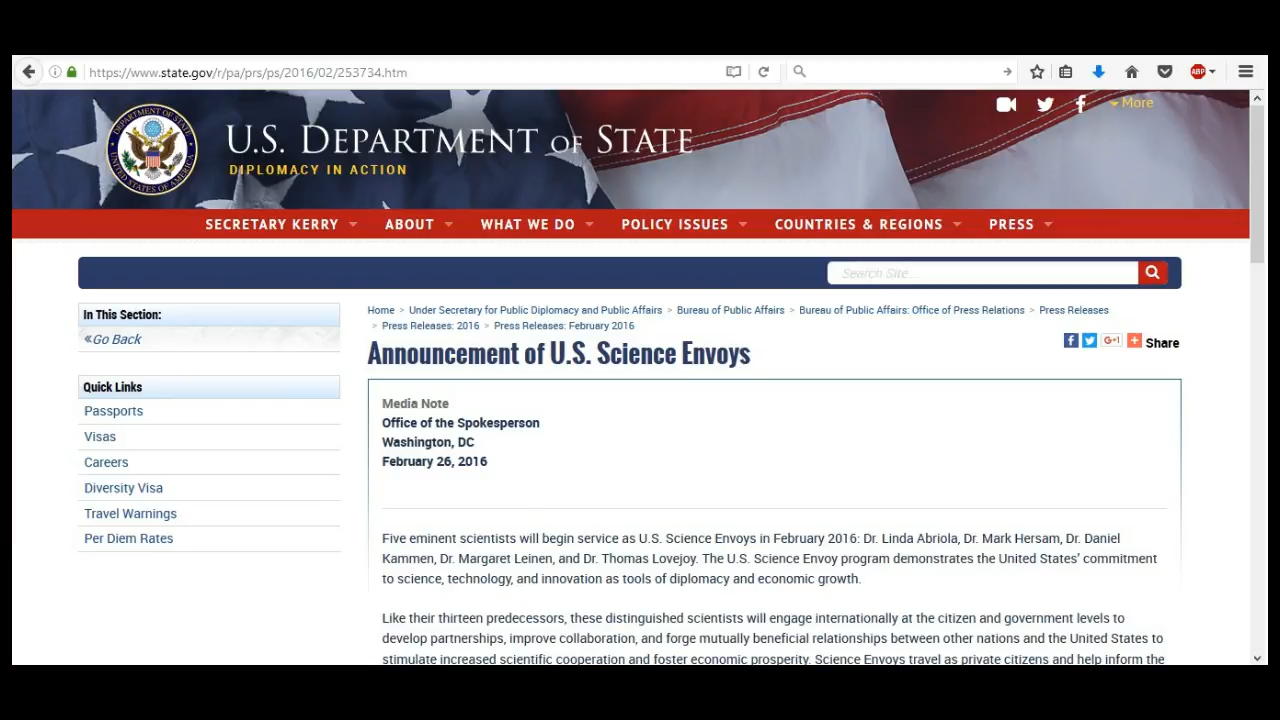 https://www.state.gov/r/pa/prs/ps/2016/02/253734.htm
ABP
U.S. DEPARTMENT OF STATE
DIPLOMACY IN ACTION
More
SECRETARY KERRY
ABOUT
WHAT WE DO
POLICY ISSUES
COUNTRIES & REGIONS
PRESS
Search Site...
In This Section:
«Go Back
Quick Links
Passports
Visas
Careers
Diversity Visa
Travel Warnings
Per Diem Rates
Home > Under Secretary for Public Diplomacy and Public Affairs > Bureau of Public Affairs > Bureau of Public Affairs: Office of Press Relations > Press Releases
> Press Releases: 2016 > Press Releases: February 2016
Announcement of U.S. Science Envoys
G+1
Share
Media Note
Office of the Spokesperson
Washington, DC
February 26, 2016
Five eminent scientists will begin service as U.S. Science Envoys in February 2016: Dr. Linda Abriola, Dr. Mark Hersam, Dr. Daniel
Kammen, Dr. Margaret Leinen, and Dr. Thomas Lovejoy. The U.S. Science Envoy program demonstrates the United States' commitment
to science, technology, and innovation as tools of diplomacy and economic growth.
Like their thirteen predecessors, these distinguished scientists will engage internationally at the citizen and government levels to
develop partnerships, improve collaboration, and forge mutually beneficial relationships between other nations and the United States to
stimulate increased scientific cooperation and foster economic prosperity. Science Envoys travel as private citizens and help inform the